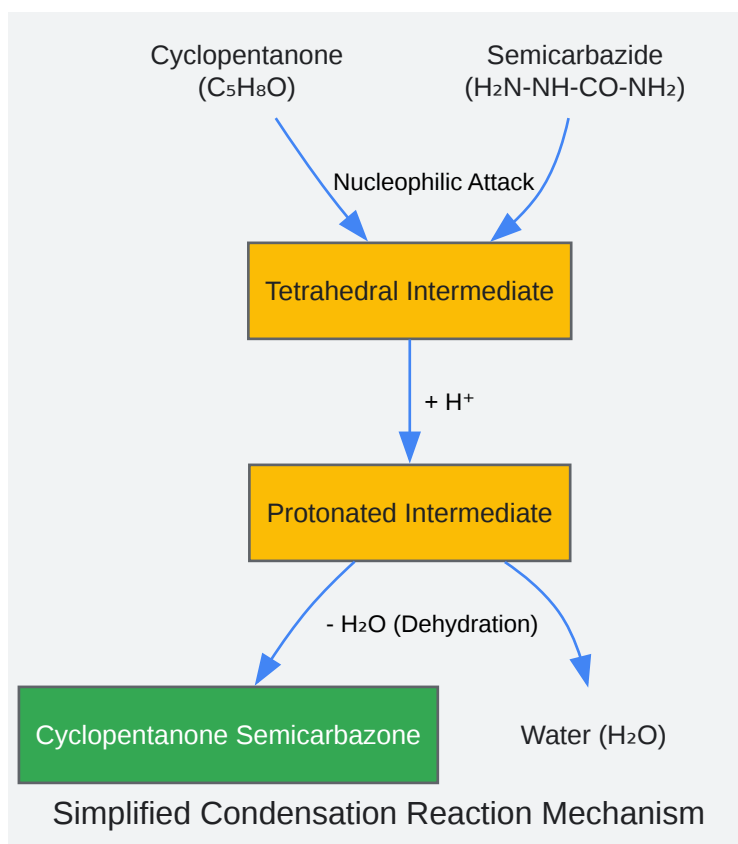 Cyclopentanone
(C₅H₈O)
Semicarbazide
(H₂N-NH-CO-NH₂)
Nucleophilic Attack
Tetrahedral Intermediate
+ H⁺
Protonated Intermediate
- H₂O (Dehydration)
Cyclopentanone Semicarbazone
Water (H₂O)
Simplified Condensation Reaction Mechanism